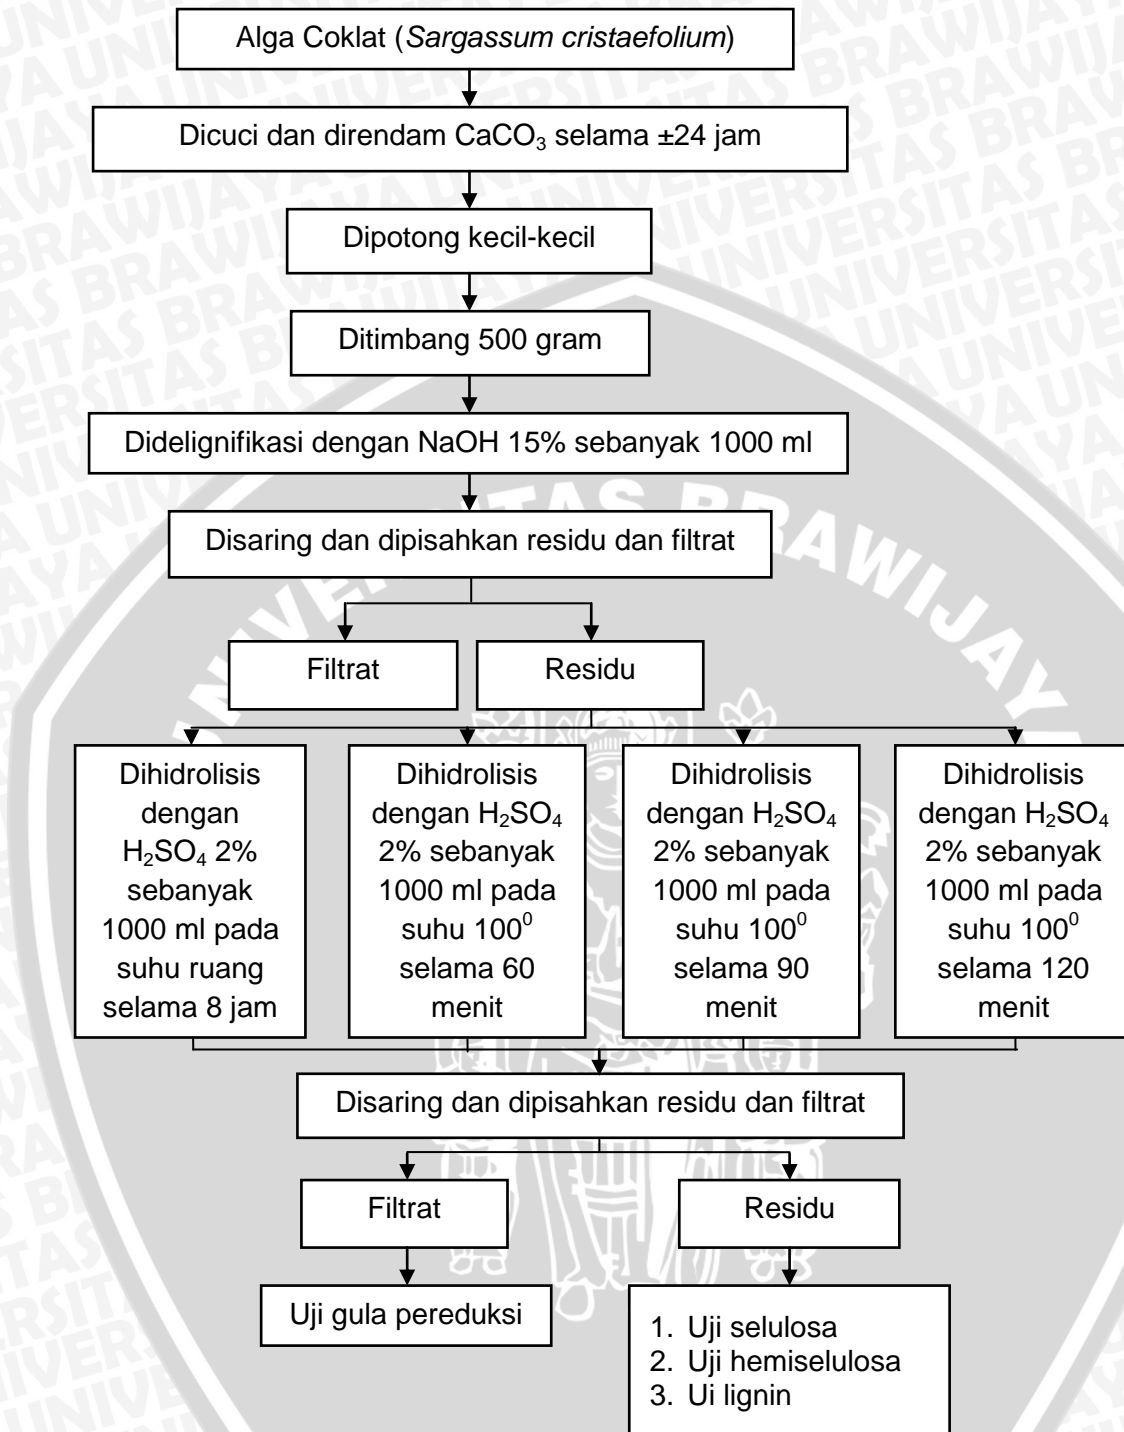 Alga Coklat (Sargassum cristaefolium)
Dicuci dan direndam CaCO₃ selama ±24 jam
Dipotong kecil-kecil
Ditimbang 500 gram
Didelignifikasi dengan NaOH 15% sebanyak 1000 ml
Disaring dan dipisahkan residu dan filtrat
Filtrat
Residu
Dihidrolisis
dengan
H₂SO₄ 2%
sebanyak
1000 ml pada
suhu ruang
selama 8 jam
Dihidrolisis
dengan H₂SO₄
2% sebanyak
1000 ml pada
suhu 100⁰
selama 60
menit
Dihidrolisis
dengan H₂SO₄
2% sebanyak
1000 ml pada
suhu 100⁰
selama 90
menit
Dihidrolisis
dengan H₂SO₄
2% sebanyak
1000 ml pada
suhu 100⁰
selama 120
menit
Disaring dan dipisahkan residu dan filtrat
Filtrat
Residu
Uji gula pereduksi
1. Uji selulosa
2. Uji hemiselulosa
3. Ui lignin
UNIVERSITAS BRAWIJAYA